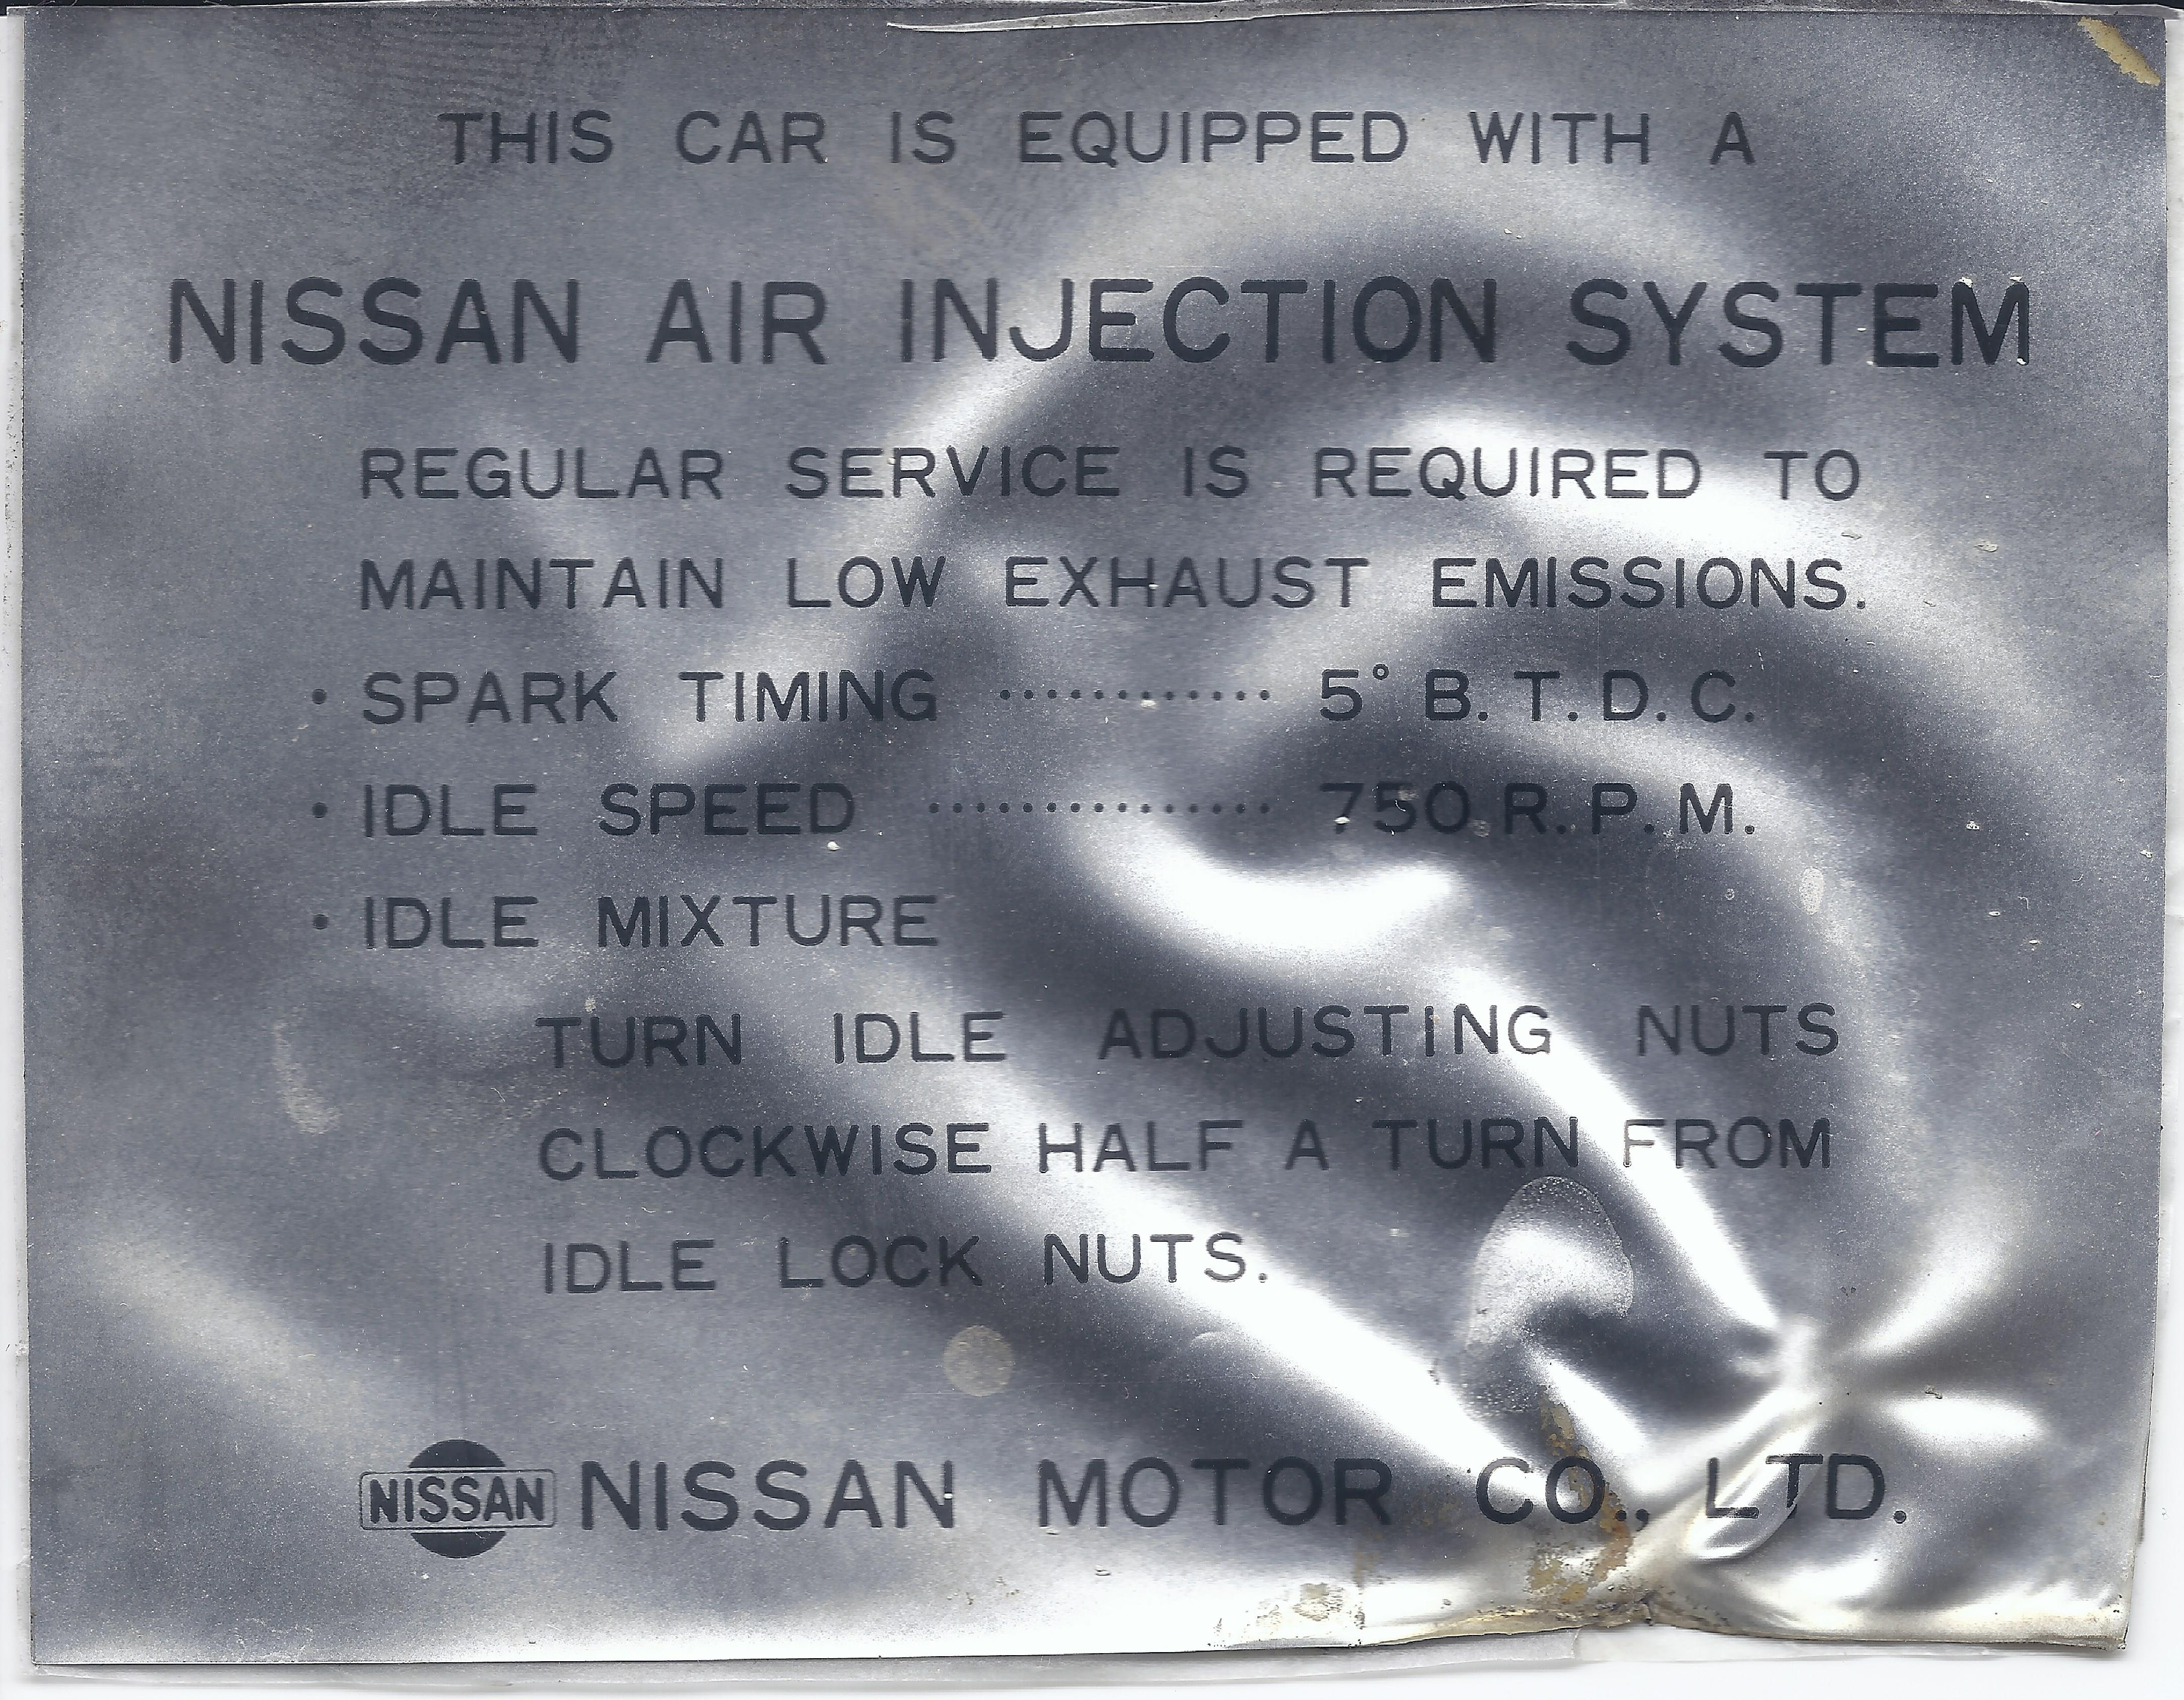 THIS CAR IS EQUIPPED WITH A
NISSAN AIR INJECTION SYSTEM
REGULAR SERVICE IS REQUIRED TO
MAINTAIN LOW EXHAUST EMISSIONS.
· SPARK TIMING ············ 5° B.T.D.C.
· IDLE SPEED ··············· 750 R.P.M.
· IDLE MIXTURE
TURN IDLE ADJUSTING NUTS
CLOCKWISE HALF A TURN FROM
IDLE LOCK NUTS.
NISSAN NISSAN MOTOR CO., LTD.